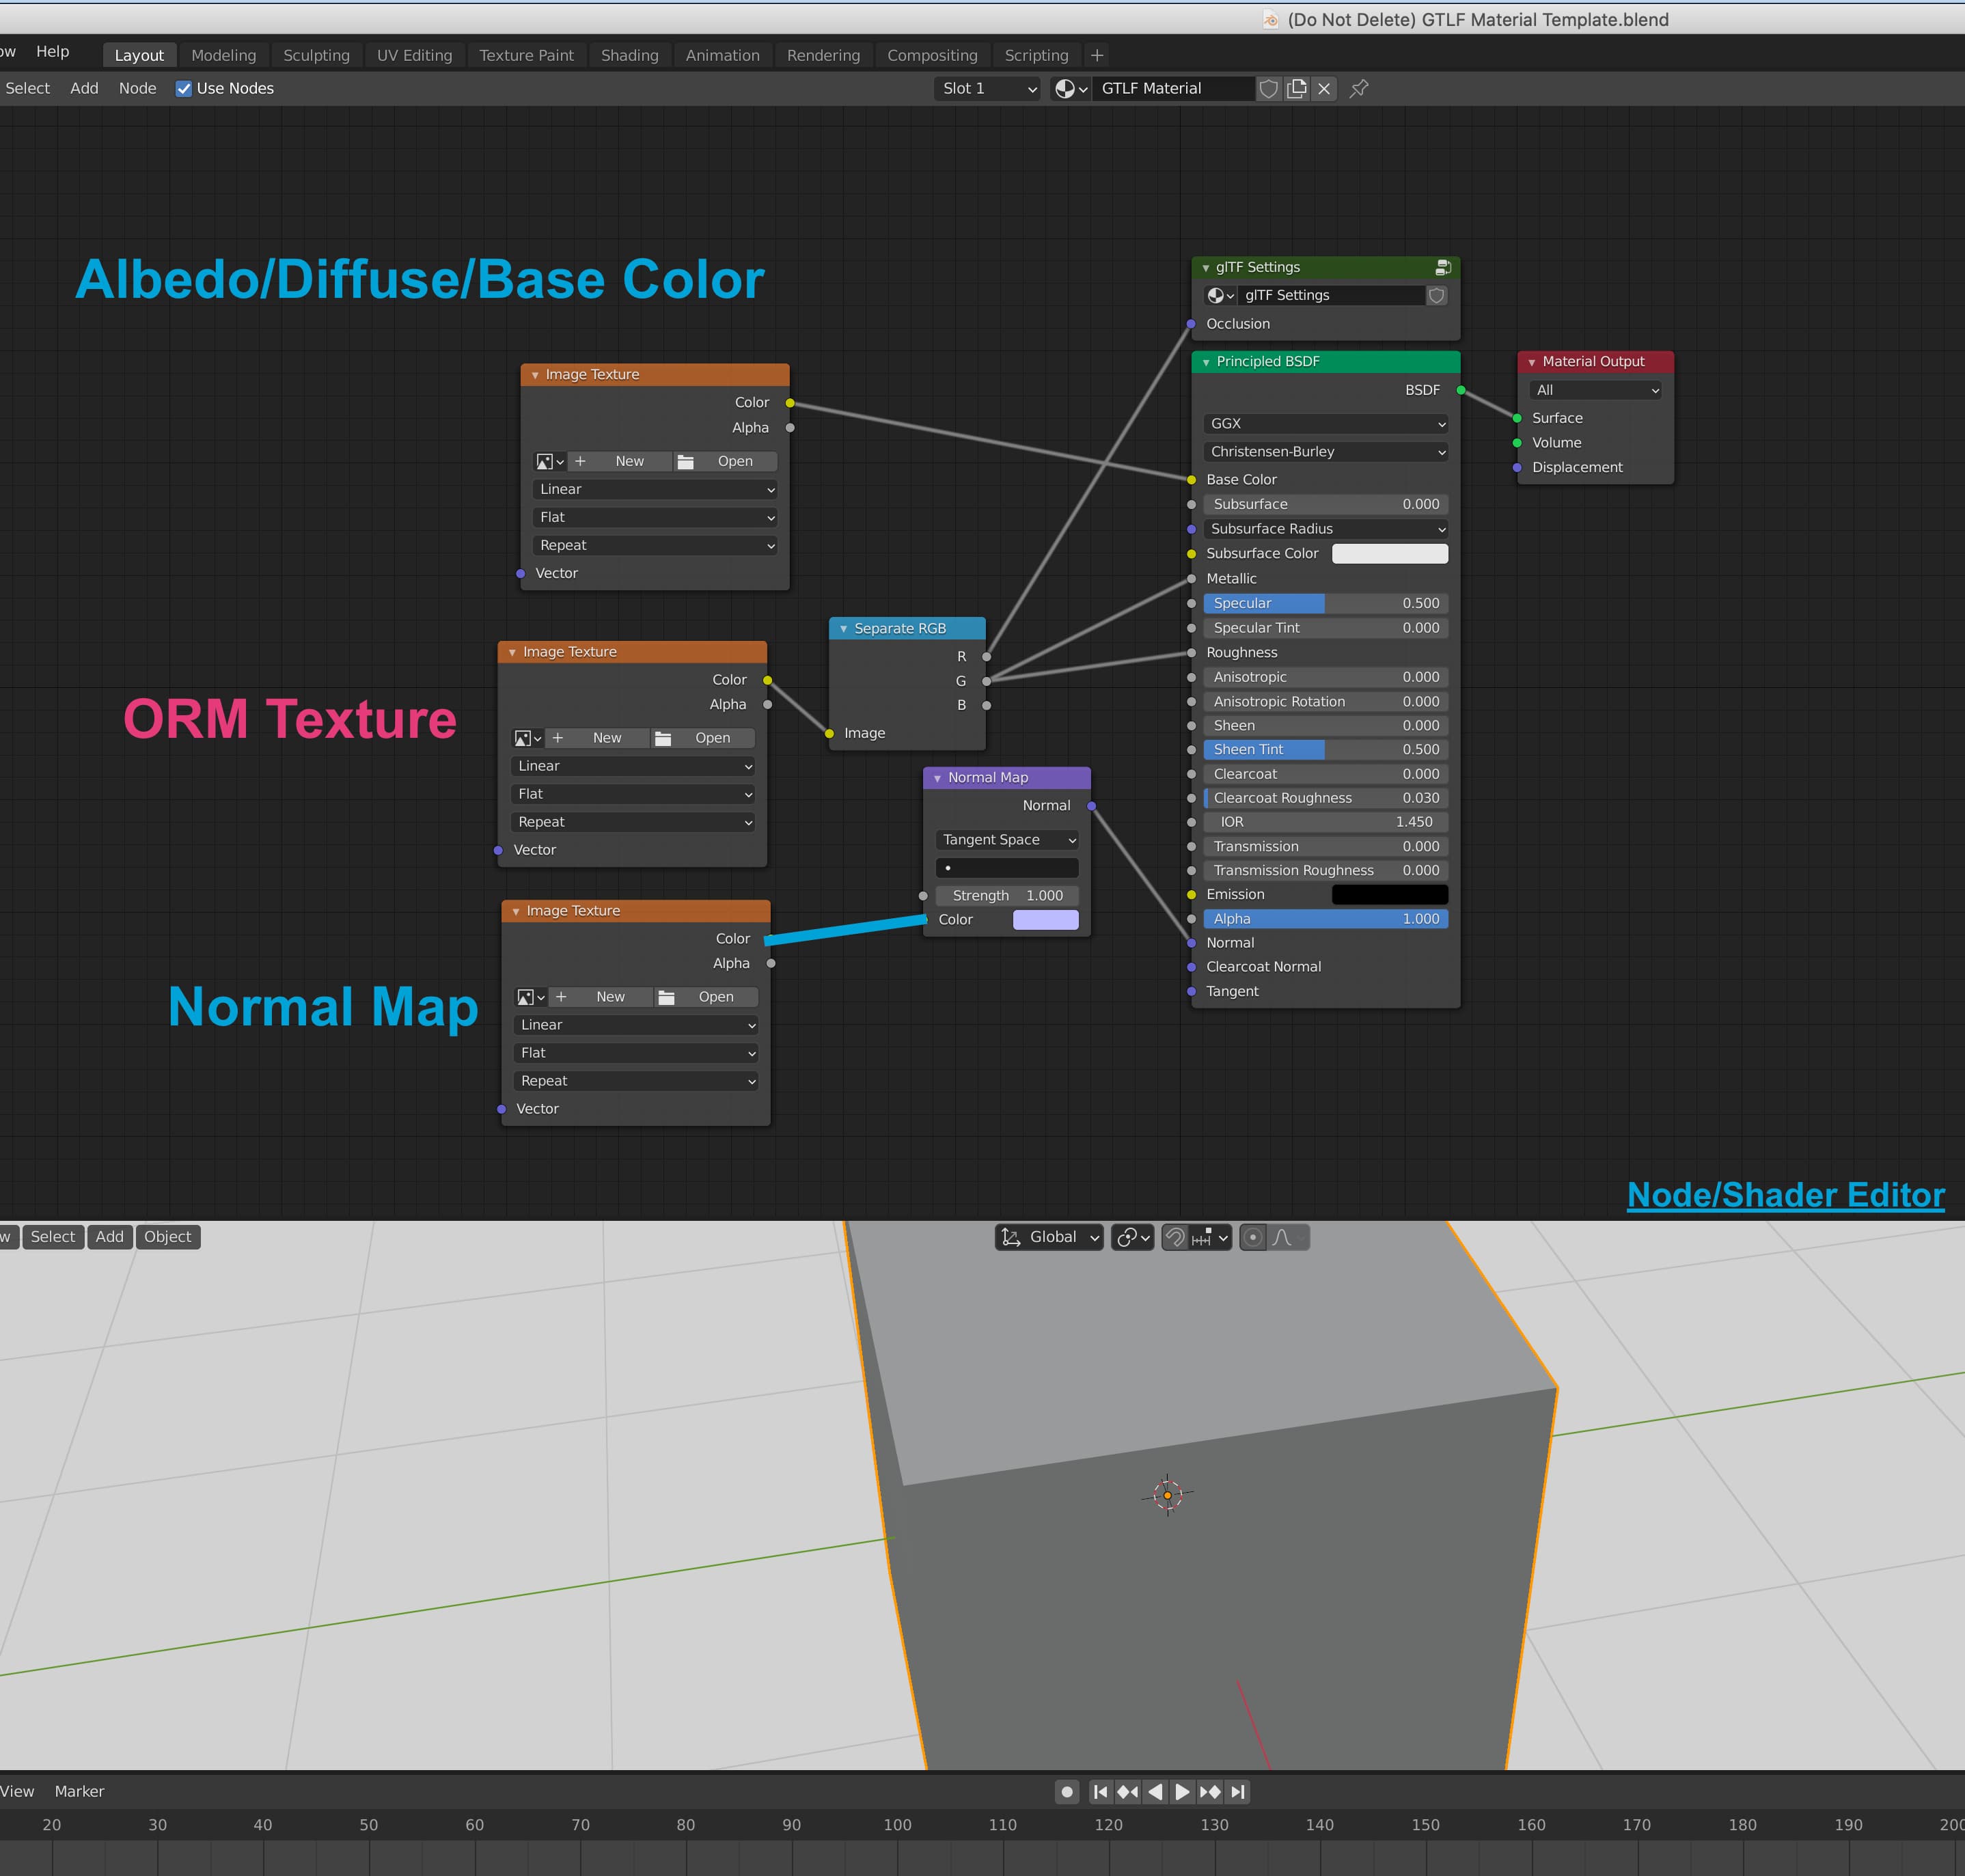 (Do Not Delete) GTLF Material Template.blend
ow Help Layout Modeling Sculpting UV Editing Texture Paint Shading Animation Rendering Compositing Scripting +
Select Add Node Use Nodes Slot 1 GTLF Material
Albedo/Diffuse/Base Color
Image Texture
Color
Alpha
+ New Open
Linear
Flat
Repeat
Vector
ORM Texture
Image Texture
Color
Alpha
+ New Open
Linear
Flat
Repeat
Vector
Separate RGB
R
G
B
Image
Normal Map
Image Texture
Color
Alpha
+ New Open
Linear
Flat
Repeat
Vector
Normal Map
Normal
Tangent Space
Strength 1.000
Color
glTF Settings
glTF Settings
Occlusion
Principled BSDF
BSDF
GGX
Christensen-Burley
Base Color
Subsurface 0.000
Subsurface Radius
Subsurface Color
Metallic
Specular 0.500
Specular Tint 0.000
Roughness
Anisotropic 0.000
Anisotropic Rotation 0.000
Sheen 0.000
Sheen Tint 0.500
Clearcoat 0.000
Clearcoat Roughness 0.030
IOR 1.450
Transmission 0.000
Transmission Roughness 0.000
Emission
Alpha 1.000
Normal
Clearcoat Normal
Tangent
Material Output
All
Surface
Volume
Displacement
Node/Shader Editor
w Select Add Object Global
View Marker
20 30 40 50 60 70 80 90 100 110 120 130 140 150 160 170 180 190 200